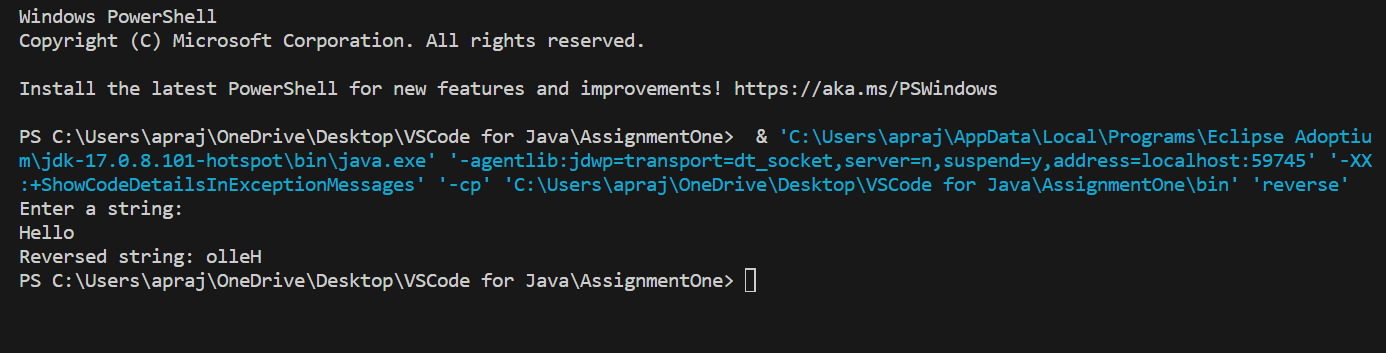 Windows PowerShell
Copyright (C) Microsoft Corporation. All rights reserved.
Install the latest PowerShell for new features and improvements! https://aka.ms/PSWindows
PS C:\Users\apraj\OneDrive\Desktop\VSCode for Java\AssignmentOne>  & 'C:\Users\apraj\AppData\Local\Programs\Eclipse Adoptiu
m\jdk-17.0.8.101-hotspot\bin\java.exe' '-agentlib:jdwp=transport=dt_socket,server=n,suspend=y,address=localhost:59745' '-XX
:+ShowCodeDetailsInExceptionMessages' '-cp' 'C:\Users\apraj\OneDrive\Desktop\VSCode for Java\AssignmentOne\bin' 'reverse'
Enter a string:
Hello
Reversed string: olleH
PS C:\Users\apraj\OneDrive\Desktop\VSCode for Java\AssignmentOne>